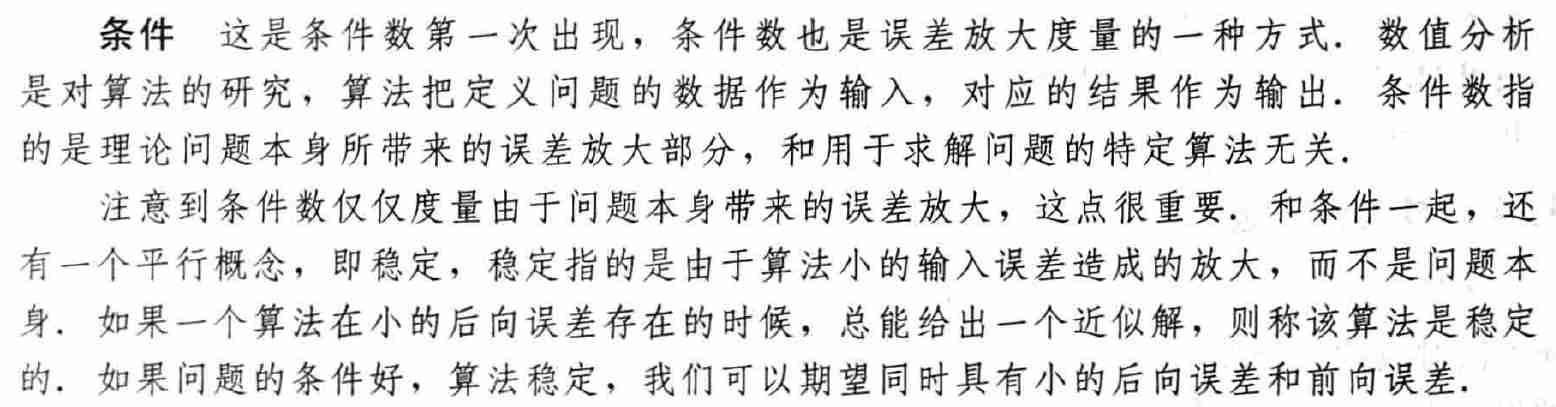 条件 这是条件数第一次出现，条件数也是误差放大度量的一种方式．数值分析
是对算法的研究，算法把定义问题的数据作为输入，对应的结果作为输出．条件数指
的是理论问题本身所带来的误差放大部分，和用于求解问题的特定算法无关．
注意到条件数仅仅度量由于问题本身带来的误差放大，这点很重要．和条件一起，还
有一个平行概念，即稳定，稳定指的是由于算法小的输入误差造成的放大，而不是问题本
身．如果一个算法在小的后向误差存在的时候，总能给出一个近似解，则称该算法是稳定
的．如果问题的条件好，算法稳定，我们可以期望同时具有小的后向误差和前向误差．